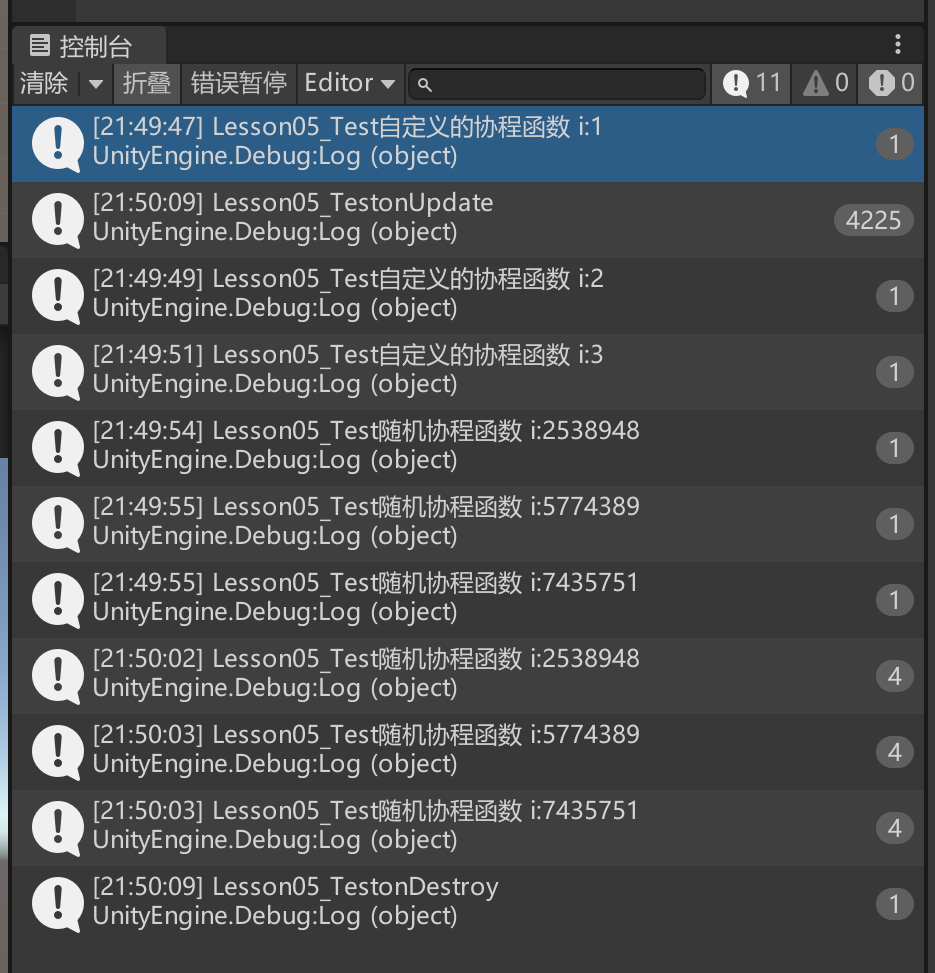 控制台
清除 折叠 错误暂停 Editor 11 0 0
[21:49:47] Lesson05_Test自定义的协程函数 i:1
UnityEngine.Debug:Log (object)
1
[21:50:09] Lesson05_TestonUpdate
UnityEngine.Debug:Log (object)
4225
[21:49:49] Lesson05_Test自定义的协程函数 i:2
UnityEngine.Debug:Log (object)
1
[21:49:51] Lesson05_Test自定义的协程函数 i:3
UnityEngine.Debug:Log (object)
1
[21:49:54] Lesson05_Test随机协程函数 i:2538948
UnityEngine.Debug:Log (object)
1
[21:49:55] Lesson05_Test随机协程函数 i:5774389
UnityEngine.Debug:Log (object)
1
[21:49:55] Lesson05_Test随机协程函数 i:7435751
UnityEngine.Debug:Log (object)
1
[21:50:02] Lesson05_Test随机协程函数 i:2538948
UnityEngine.Debug:Log (object)
4
[21:50:03] Lesson05_Test随机协程函数 i:5774389
UnityEngine.Debug:Log (object)
4
[21:50:03] Lesson05_Test随机协程函数 i:7435751
UnityEngine.Debug:Log (object)
4
[21:50:09] Lesson05_TestonDestroy
UnityEngine.Debug:Log (object)
1